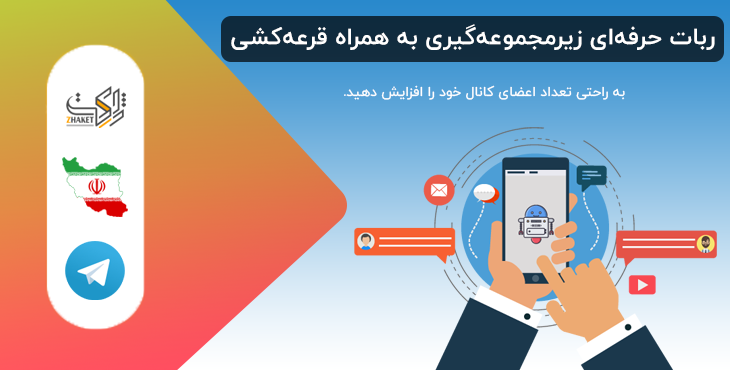 ربات حرفه‌ای زیرمجموعه‌گیری به همراه قرعه‌کشی
به راحتی تعداد اعضای کانال خود را افزایش دهید.
ژاکت
ZHAKET